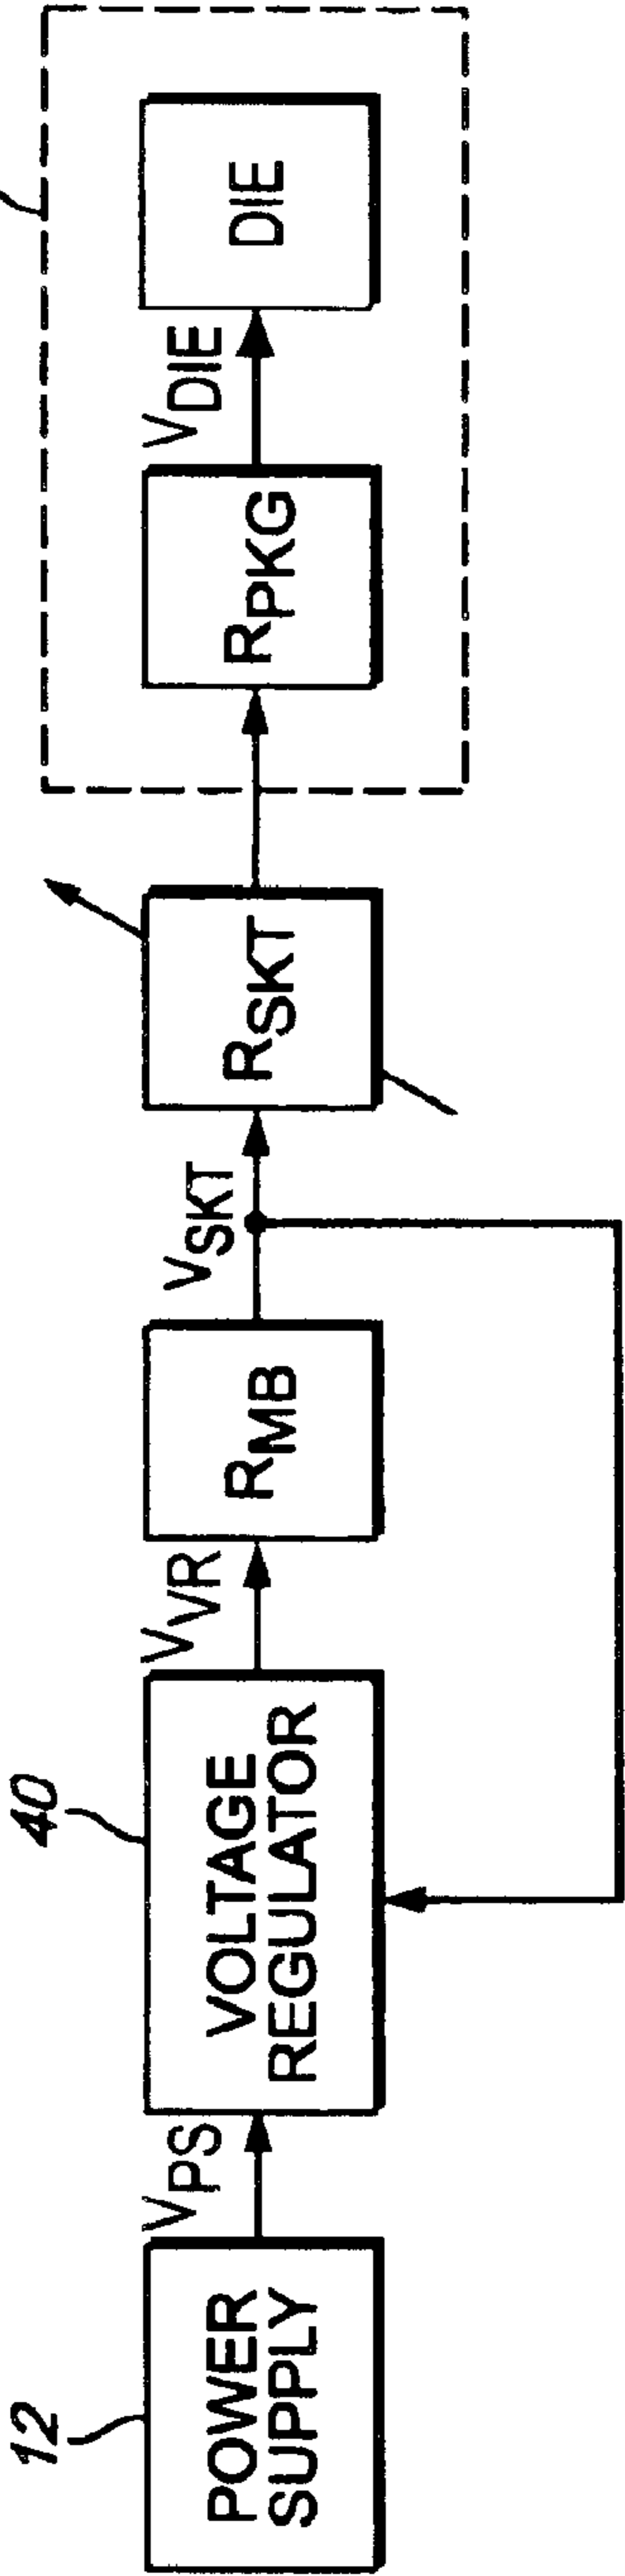 12
POWER
SUPPLY
VPS
40
VOLTAGE
REGULATOR
VVR
RMB
VSKT
RSKT
RPKG
VDIE
DIE